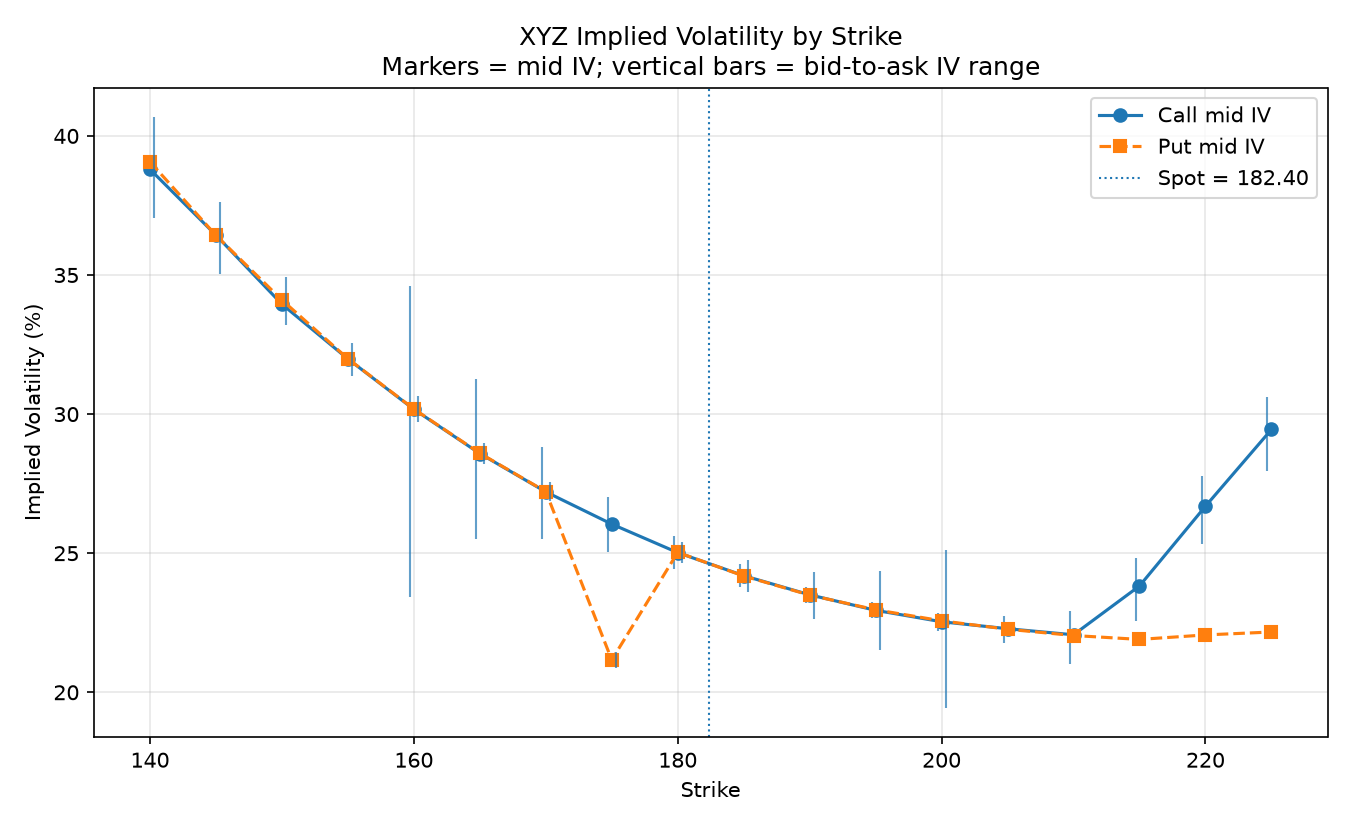 XYZ Implied Volatility by Strike
Markers = mid IV; vertical bars = bid-to-ask IV range
Call mid IV
Put mid IV
Spot = 182.40
Implied Volatility (%)
40
35
30
25
20
140
160
180
200
220
Strike